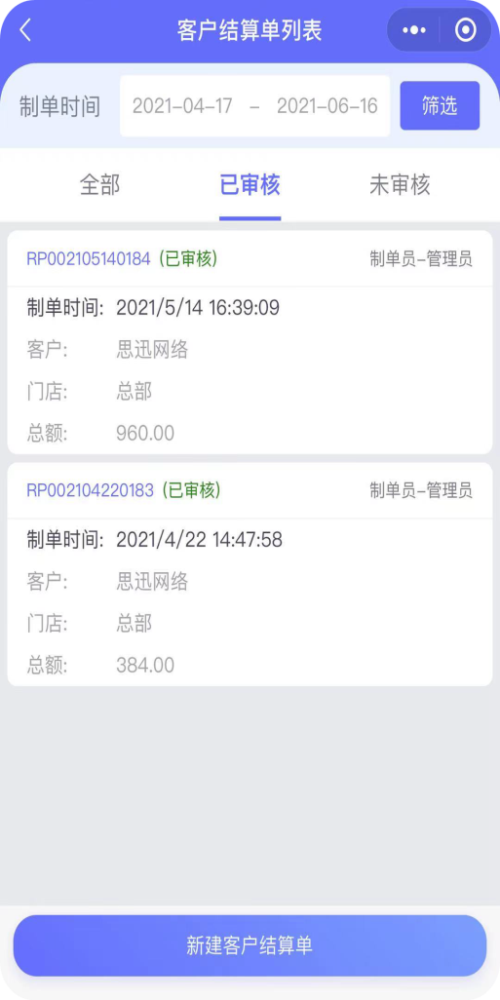 客户结算单列表
制单时间 2021-04-17 - 2021-06-16 筛选
全部 已审核 未审核
RP002105140184 (已审核) 制单员-管理员
制单时间: 2021/5/14 16:39:09
客户: 思迅网络
门店: 总部
总额: 960.00
RP002104220183 (已审核) 制单员-管理员
制单时间: 2021/4/22 14:47:58
客户: 思迅网络
门店: 总部
总额: 384.00
新建客户结算单